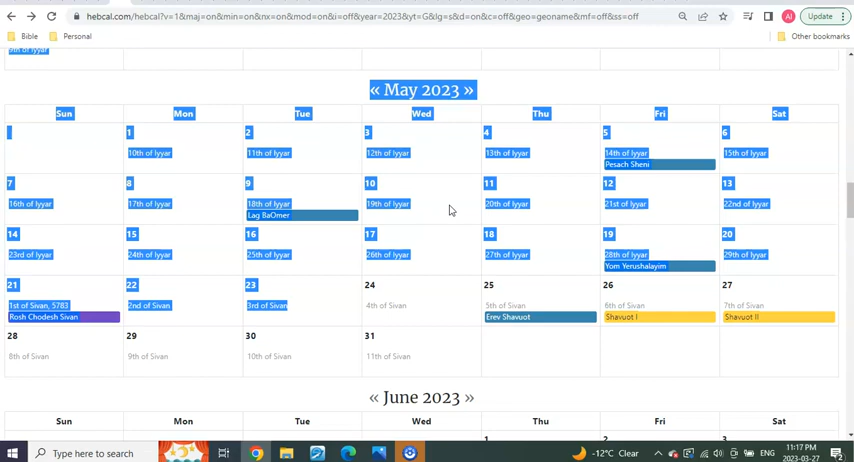 hebcal.com/hebcal?v=1&maj=on&min=on&nx=on&mod=on&i=off&year=2023&yt=G&lg=s&d=on&c=off&geo=geoname&mf=off&ss=off
AI
Update
Bible Personal Other bookmarks
9th of Iyyar
« May 2023 »
Sun Mon Tue Wed Thu Fri Sat
1 2 3 4 5 6
10th of Iyyar 11th of Iyyar 12th of Iyyar 13th of Iyyar 14th of Iyyar 15th of Iyyar
Pesach Sheni
7 8 9 10 11 12 13
16th of Iyyar 17th of Iyyar 18th of Iyyar 19th of Iyyar 20th of Iyyar 21st of Iyyar 22nd of Iyyar
Lag BaOmer
14 15 16 17 18 19 20
23rd of Iyyar 24th of Iyyar 25th of Iyyar 26th of Iyyar 27th of Iyyar 28th of Iyyar 29th of Iyyar
Yom Yerushalayim
21 22 23 24 25 26 27
1st of Sivan, 5783 2nd of Sivan 3rd of Sivan 4th of Sivan 5th of Sivan 6th of Sivan 7th of Sivan
Rosh Chodesh Sivan Erev Shavuot Shavuot I Shavuot II
28 29 30 31
8th of Sivan 9th of Sivan 10th of Sivan 11th of Sivan
« June 2023 »
Sun Mon Tue Wed Thu Fri Sat
1 2 3
Type here to search
-12°C Clear
ENG
11:17 PM
2023-03-27
2